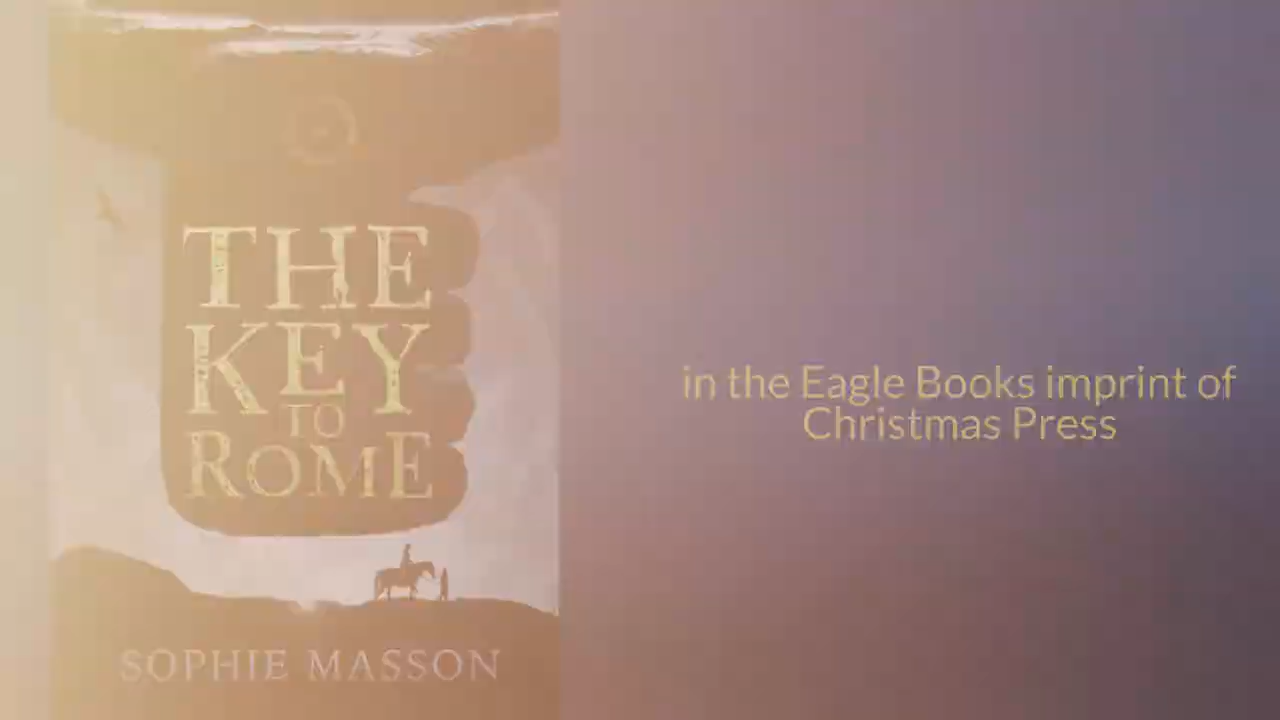 THE
KEY
TO
ROME
SOPHIE MASSON
in the Eagle Books imprint of
Christmas Press